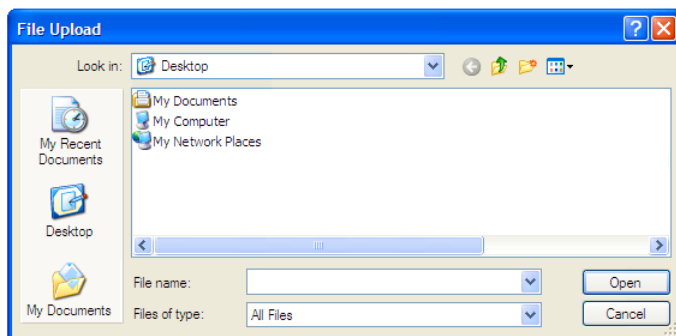 File Upload
Look in: Desktop
My Recent
Documents
Desktop
My Documents
My Documents
My Computer
My Network Places
File name: Open
Files of type: All Files Cancel